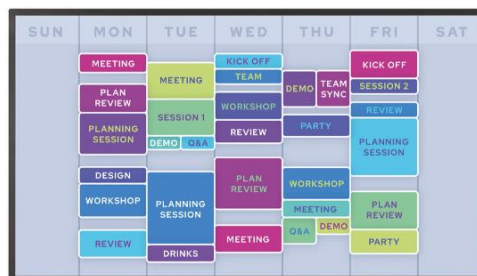 SUN MON TUE WED THU FRI SAT
MEETING
PLAN
REVIEW
PLANNING
SESSION
DESIGN
WORKSHOP
REVIEW
MEETING
SESSION 1
DEMO Q&A
PLANNING
SESSION
DRINKS
KICK OFF
TEAM
WORKSHOP
REVIEW
PLAN
REVIEW
MEETING
DEMO
TEAM
SYNC
PARTY
WORKSHOP
MEETING
Q&A
DEMO
KICK OFF
SESSION 2
REVIEW
PLANNING
SESSION
PLAN
REVIEW
PARTY